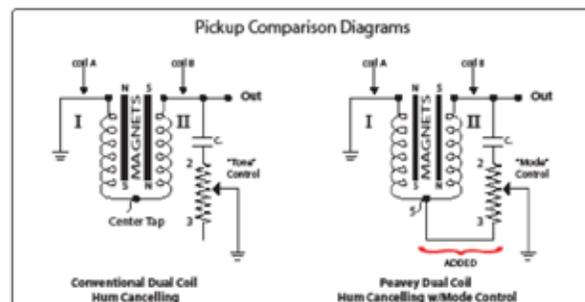 Pickup Comparison Diagrams
coil A
coil B
Out
I
II
N
S
MAGNETS
S
N
C.
2
3
"Tone"
Control
Center Tap
Conventional Dual Coil
Hum Cancelling
coil A
coil B
Out
I
II
N
S
MAGNETS
S
N
C.
2
3
"Mode"
Control
5
ADDED
Peavey Dual Coil
Hum Cancelling w/Mode Control